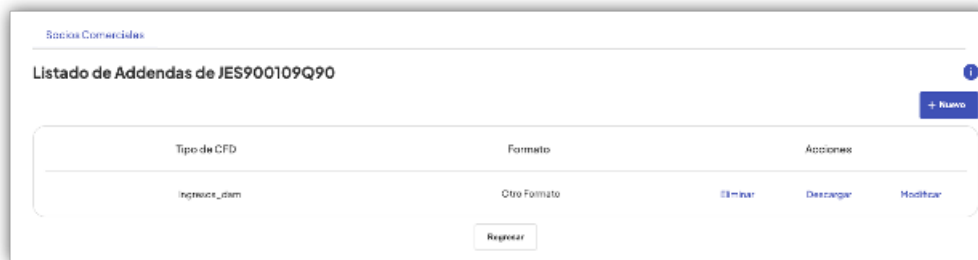 Socios Comerciales
Listado de Addendas de JES900109Q90
i
+ Nuevo
Tipo de CFD Formato Acciones
Ingresos_dsm Otro Formato Eliminar Descargar Modificar
Regresar